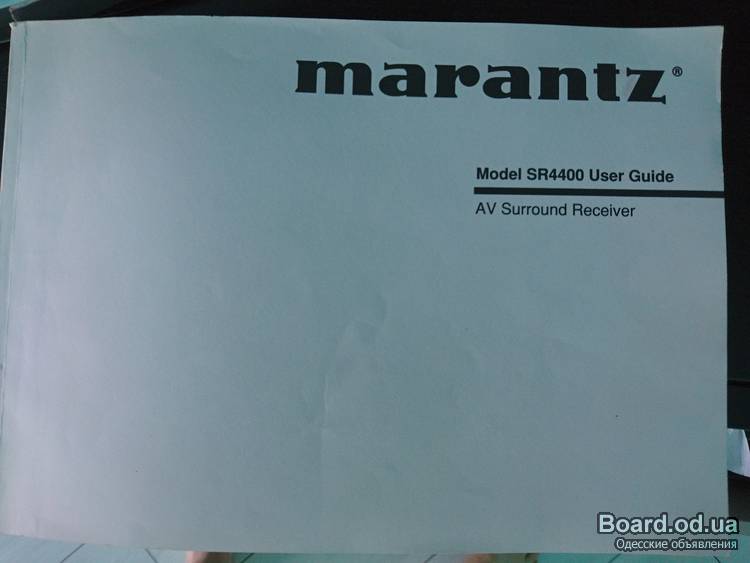 marantz®
Model SR4400 User Guide
AV Surround Receiver
Board.od.ua
Одесские объявления